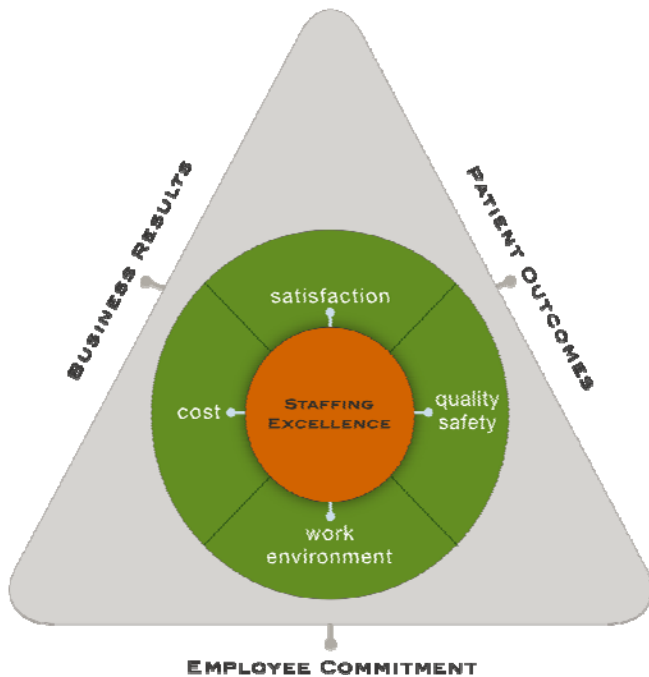 BUSINESS RESULTS
PATIENT OUTCOMES
satisfaction
cost
STAFFING
EXCELLENCE
quality
safety
work
environment
EMPLOYEE COMMITMENT